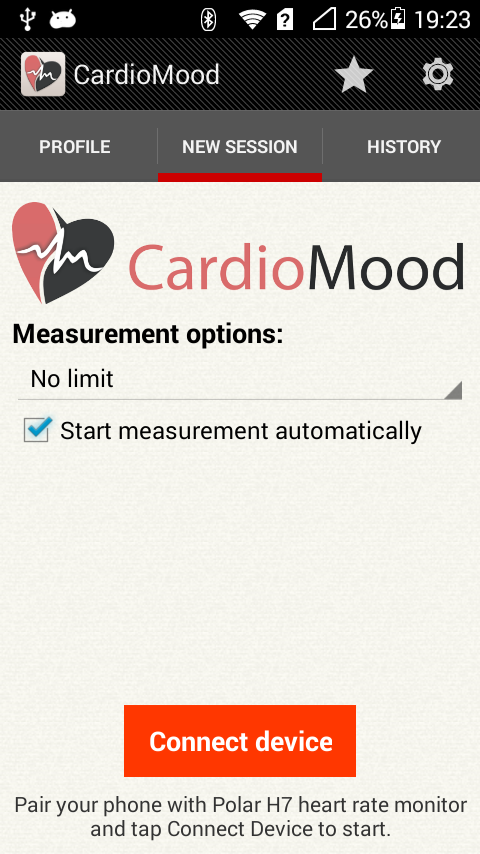 26% 19:23
CardioMood
PROFILE NEW SESSION HISTORY
CardioMood
Measurement options:
No limit
Start measurement automatically
Connect device
Pair your phone with Polar H7 heart rate monitor
and tap Connect Device to start.